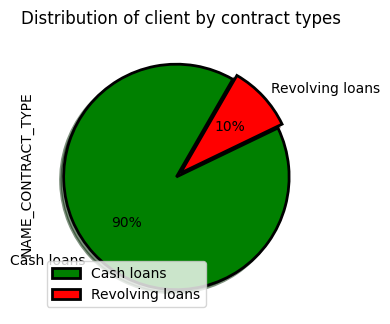 Distribution of client by contract types
Revolving loans
10%
NAME_CONTRACT_TYPE
90%
Cash loans
Cash loans
Revolving loans